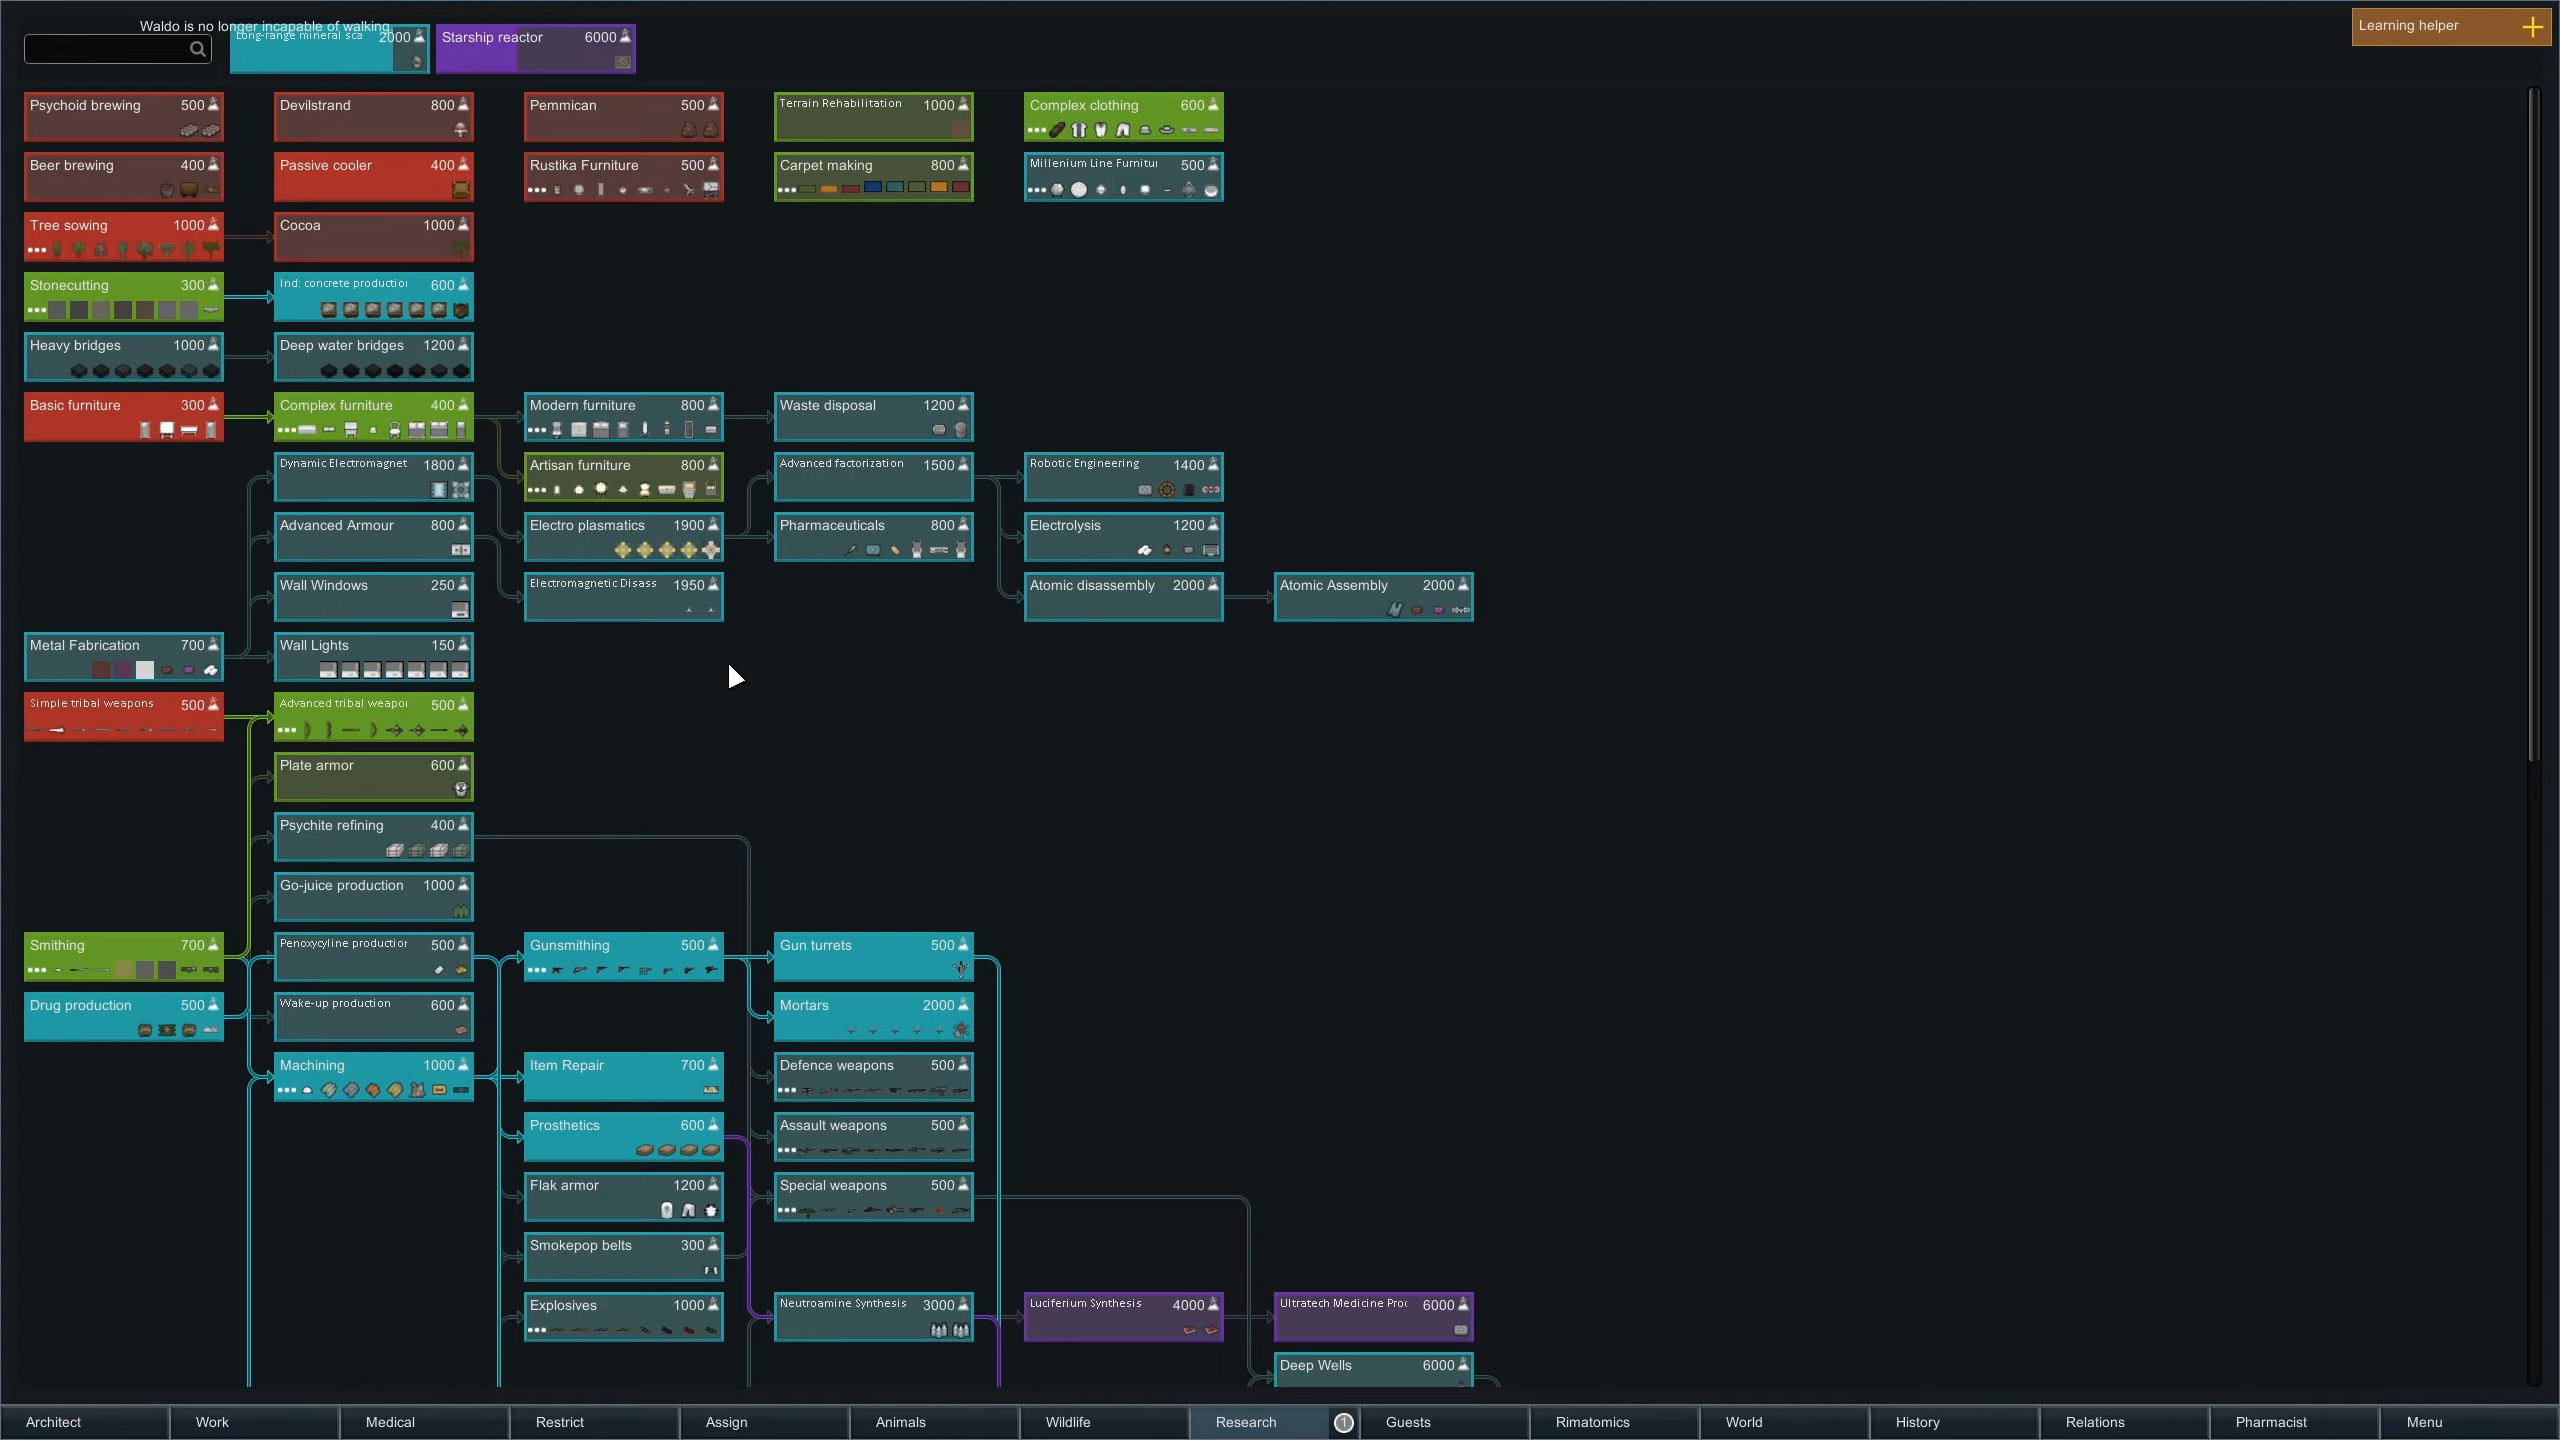 Waldo is no longer incapable of walking.
Long-range mineral sca 2000
Starship reactor 6000
Learning helper
Psychoid brewing 500
Devilstrand 800
Pemmican 500
Terrain Rehabilitation 1000
Complex clothing 600
Beer brewing 400
Passive cooler 400
Rustika Furniture 500
Carpet making 800
Millenium Line Furnitur 500
Tree sowing 1000
Cocoa 1000
Stonecutting 300
Ind: concrete production 600
Heavy bridges 1000
Deep water bridges 1200
Basic furniture 300
Complex furniture 400
Modern furniture 800
Waste disposal 1200
Dynamic Electromagnet 1800
Artisan furniture 800
Advanced factorization 1500
Robotic Engineering 1400
Advanced Armour 800
Electro plasmatics 1900
Pharmaceuticals 800
Electrolysis 1200
Wall Windows 250
Electromagnetic Disass 1950
Atomic disassembly 2000
Atomic Assembly 2000
Metal Fabrication 700
Wall Lights 150
Simple tribal weapons 500
Advanced tribal weapon 500
Plate armor 600
Psychite refining 400
Go-juice production 1000
Smithing 700
Penoxycyline production 500
Gunsmithing 500
Gun turrets 500
Drug production 500
Wake-up production 600
Mortars 2000
Machining 1000
Item Repair 700
Defence weapons 500
Prosthetics 600
Assault weapons 500
Flak armor 1200
Special weapons 500
Smokepop belts 300
Explosives 1000
Neutroamine Synthesis 3000
Luciferium Synthesis 4000
Ultratech Medicine Proc 6000
Deep Wells 6000
Architect Work Medical Restrict Assign Animals Wildlife Research 1 Guests Rimatomics World History Relations Pharmacist Menu